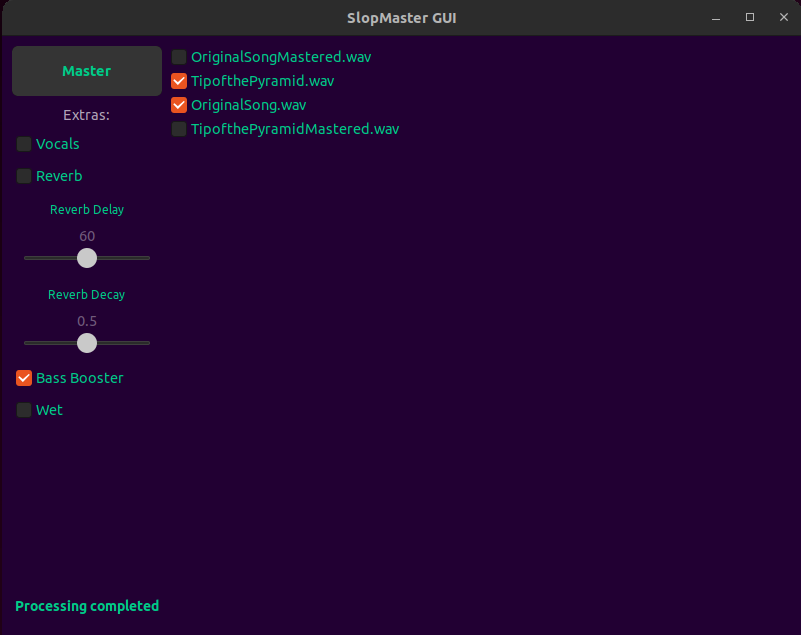 SlopMaster GUI
Master
Extras:
Vocals
Reverb
Reverb Delay
60
Reverb Decay
0.5
Bass Booster
Wet
OriginalSongMastered.wav
TipofthePyramid.wav
OriginalSong.wav
TipofthePyramidMastered.wav
Processing completed